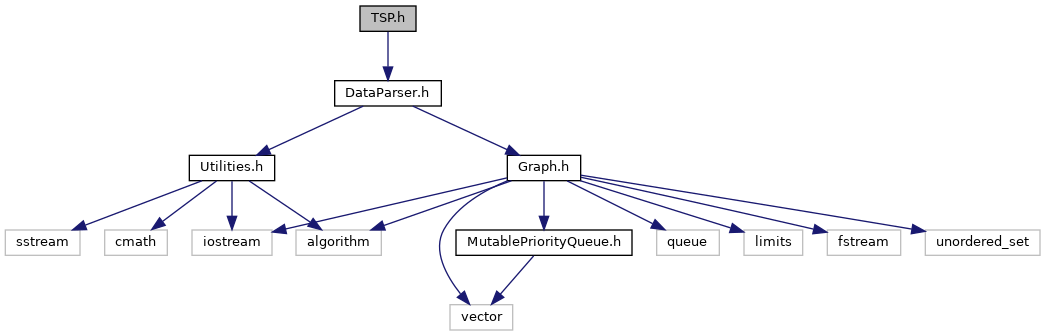 TSP.h
DataParser.h
Utilities.h
Graph.h
sstream
cmath
iostream
algorithm
MutablePriorityQueue.h
queue
limits
fstream
unordered_set
vector